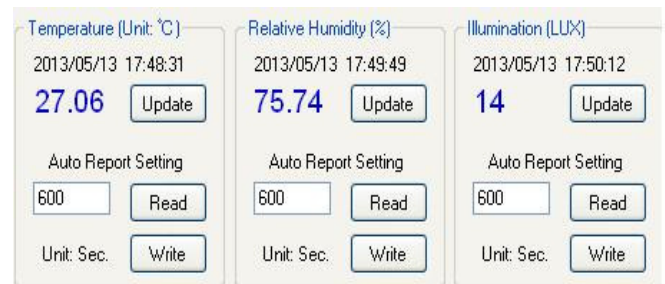 Temperature (Unit: ℃)
2013/05/13 17:48:31
27.06 Update
Auto Report Setting
600 Read
Unit: Sec. Write
Relative Humidity (%)
2013/05/13 17:49:49
75.74 Update
Auto Report Setting
600 Read
Unit: Sec. Write
Illumination (LUX)
2013/05/13 17:50:12
14 Update
Auto Report Setting
600 Read
Unit: Sec. Write